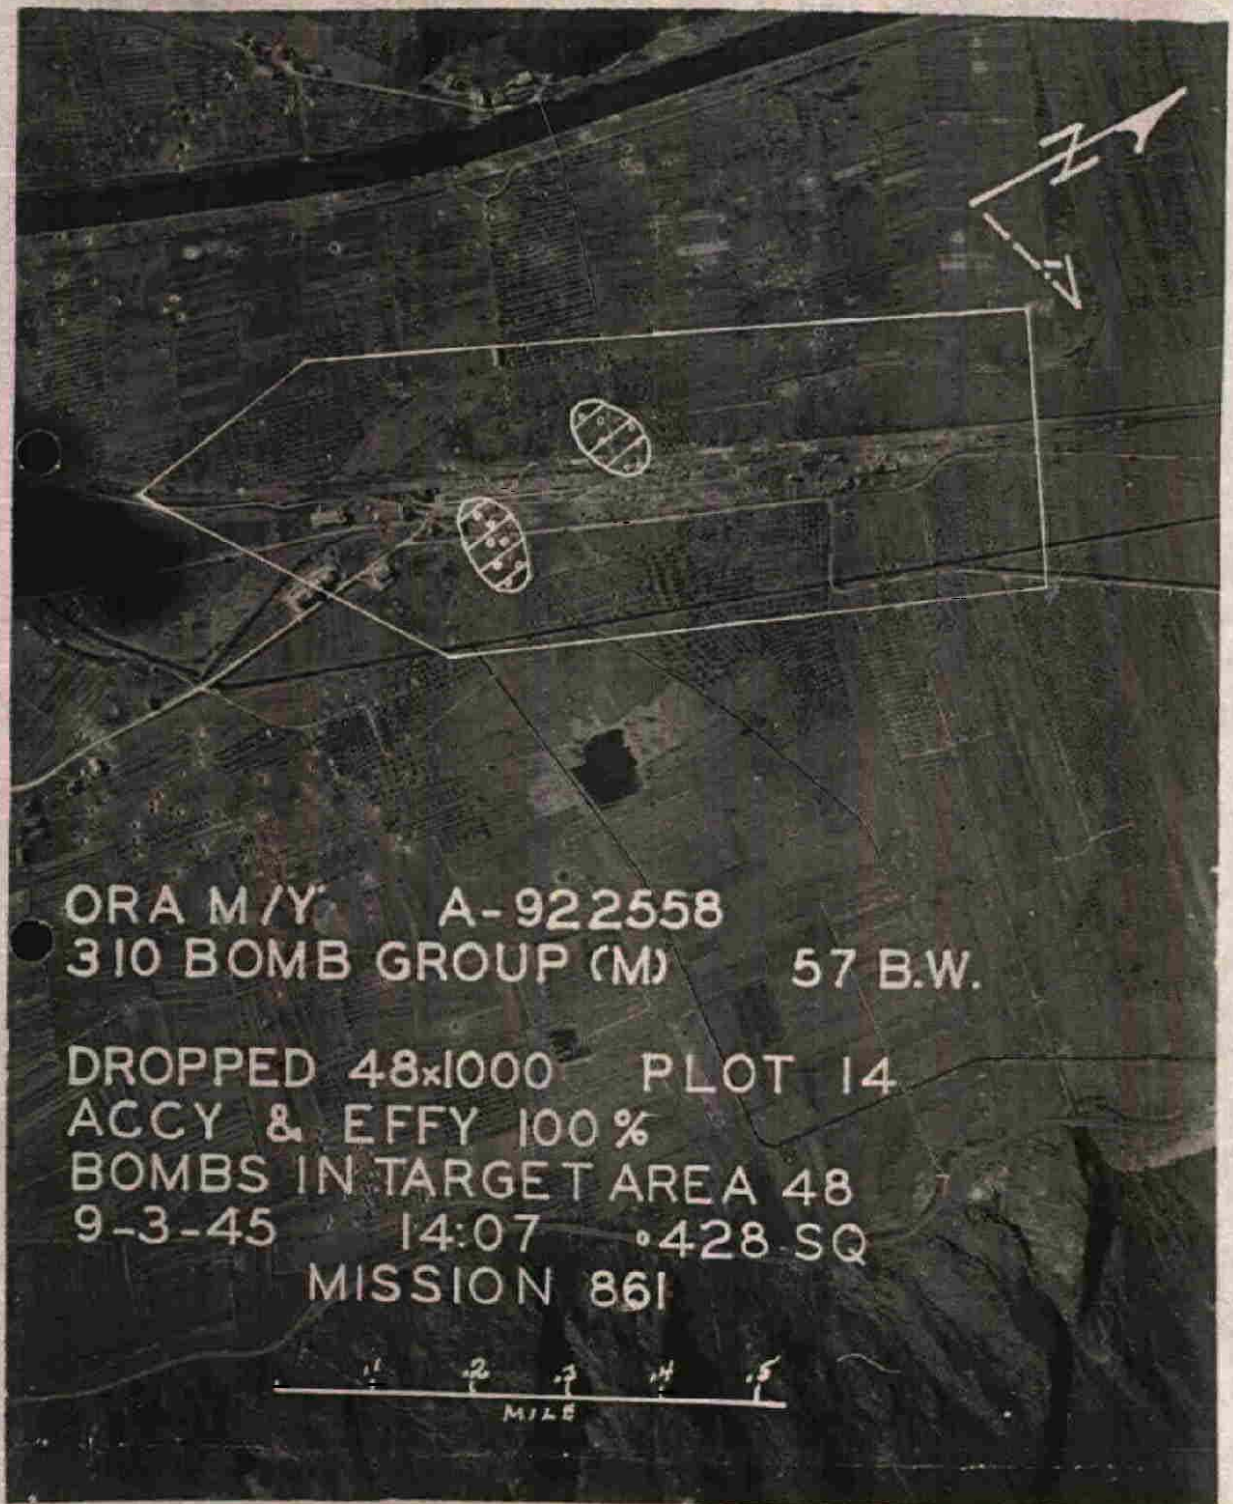 N
ORA M/Y A-922558
310 BOMB GROUP (M) 57 B.W.
DROPPED 48x1000 PLOT 14
ACCY & EFFY 100%
BOMBS IN TARGET AREA 48
9-3-45 14:07 •428 SQ
MISSION 861
.1 .2 .3 .4 .5
MILE